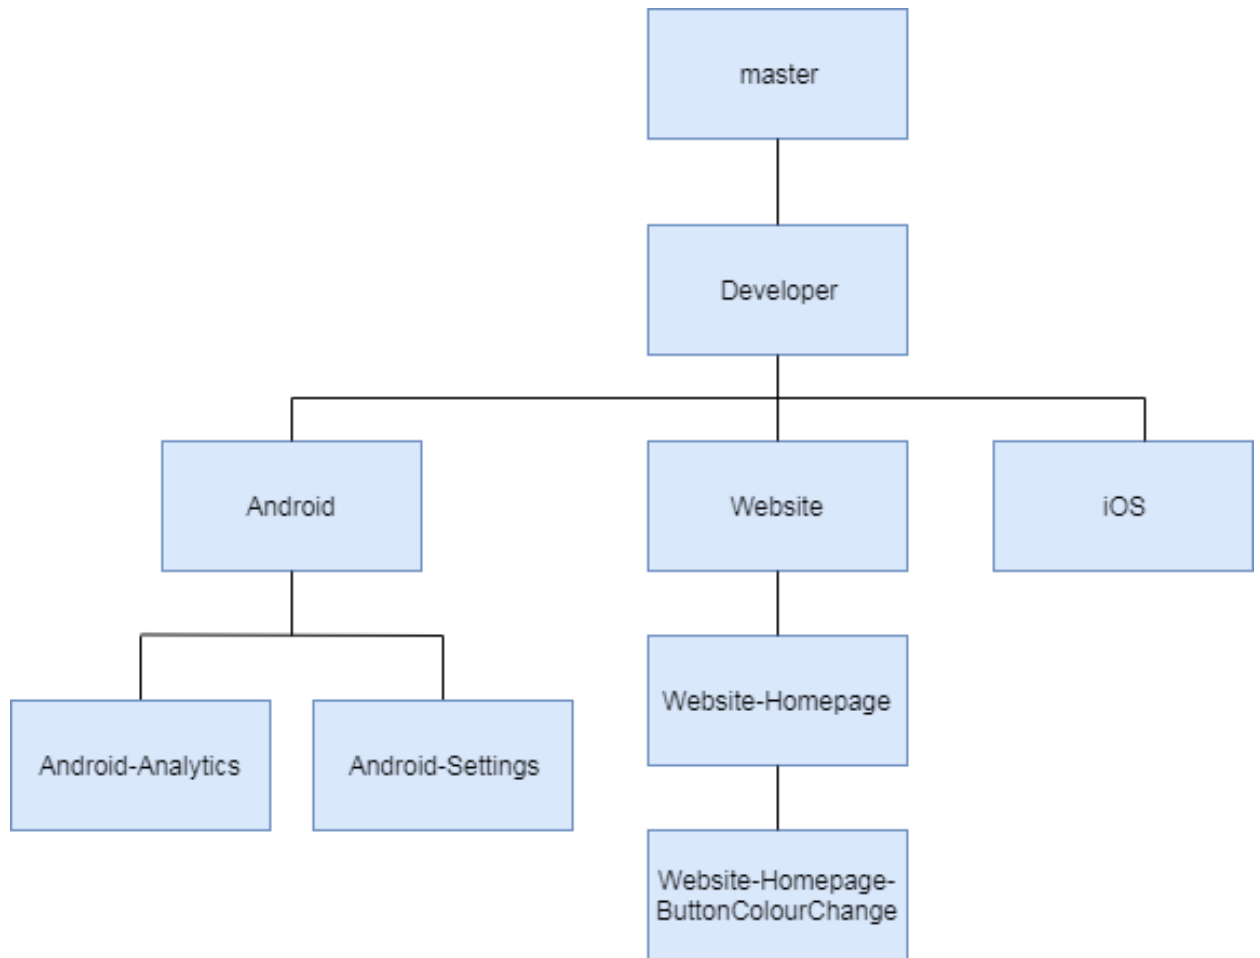 master
Developer
Android
Website
iOS
Website-Homepage
Android-Analytics
Android-Settings
Website-Homepage-
ButtonColourChange